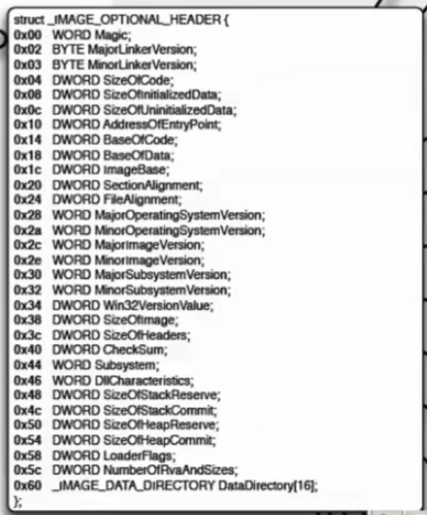 struct _IMAGE_OPTIONAL_HEADER {
0x00 WORD Magic;
0x02 BYTE MajorLinkerVersion;
0x03 BYTE MinorLinkerVersion;
0x04 DWORD SizeOfCode;
0x08 DWORD SizeOfInitializedData;
0x0c DWORD SizeOfUninitializedData;
0x10 DWORD AddressOfEntryPoint;
0x14 DWORD BaseOfCode;
0x18 DWORD BaseOfData;
0x1c DWORD ImageBase;
0x20 DWORD SectionAlignment;
0x24 DWORD FileAlignment;
0x28 WORD MajorOperatingSystemVersion;
0x2a WORD MinorOperatingSystemVersion;
0x2c WORD MajorImageVersion;
0x2e WORD MinorImageVersion;
0x30 WORD MajorSubsystemVersion;
0x32 WORD MinorSubsystemVersion;
0x34 DWORD Win32VersionValue;
0x38 DWORD SizeOfImage;
0x3c DWORD SizeOfHeaders;
0x40 DWORD CheckSum;
0x44 WORD Subsystem;
0x46 WORD DllCharacteristics;
0x48 DWORD SizeOfStackReserve;
0x4c DWORD SizeOfStackCommit;
0x50 DWORD SizeOfHeapReserve;
0x54 DWORD SizeOfHeapCommit;
0x58 DWORD LoaderFlags;
0x5c DWORD NumberOfRvaAndSizes;
0x60 _IMAGE_DATA_DIRECTORY DataDirectory[16];
};